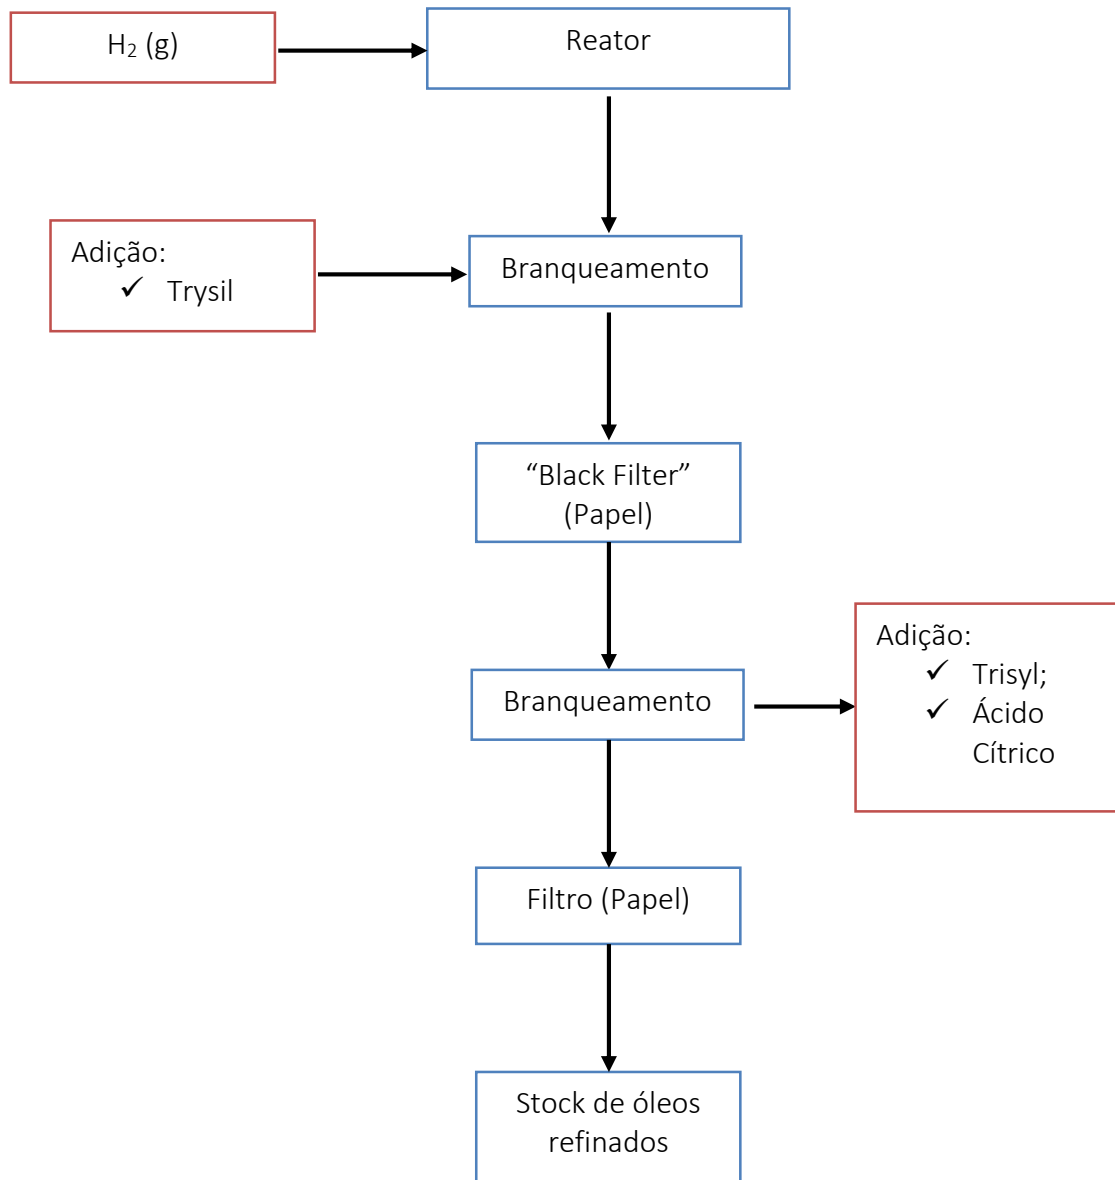 H₂ (g)
Reator
Adição:
✓ Trysil
Branqueamento
“Black Filter”
(Papel)
Branqueamento
Adição:
✓ Trisyl;
✓ Ácido
Cítrico
Filtro (Papel)
Stock de óleos
refinados